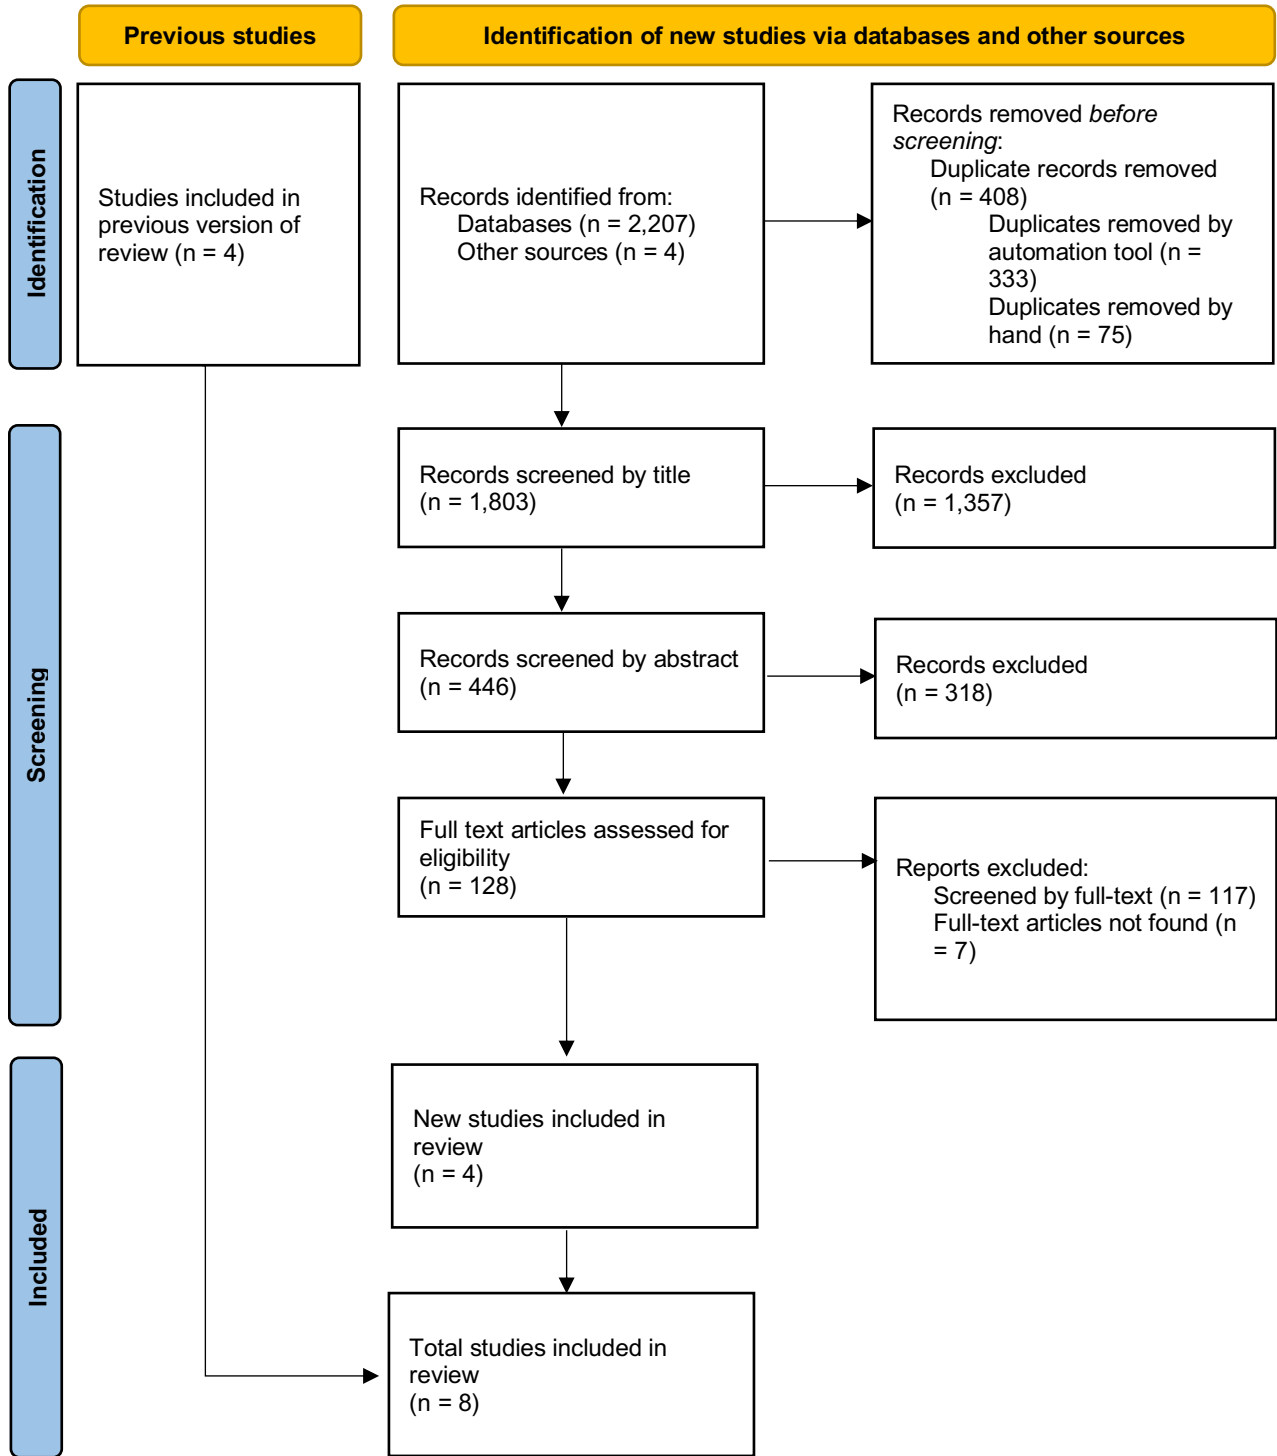 Previous studies
Identification of new studies via databases and other sources
Identification
Studies included in
previous version of
review (n = 4)
Records identified from:
Databases (n = 2,207)
Other sources (n = 4)
Records removed before
screening:
Duplicate records removed
(n = 408)
Duplicates removed by
automation tool (n =
333)
Duplicates removed by
hand (n = 75)
Screening
Records screened by title
(n = 1,803)
Records excluded
(n = 1,357)
Records screened by abstract
(n = 446)
Records excluded
(n = 318)
Full text articles assessed for
eligibility
(n = 128)
Reports excluded:
Screened by full-text (n = 117)
Full-text articles not found (n
= 7)
Included
New studies included in
review
(n = 4)
Total studies included in
review
(n = 8)